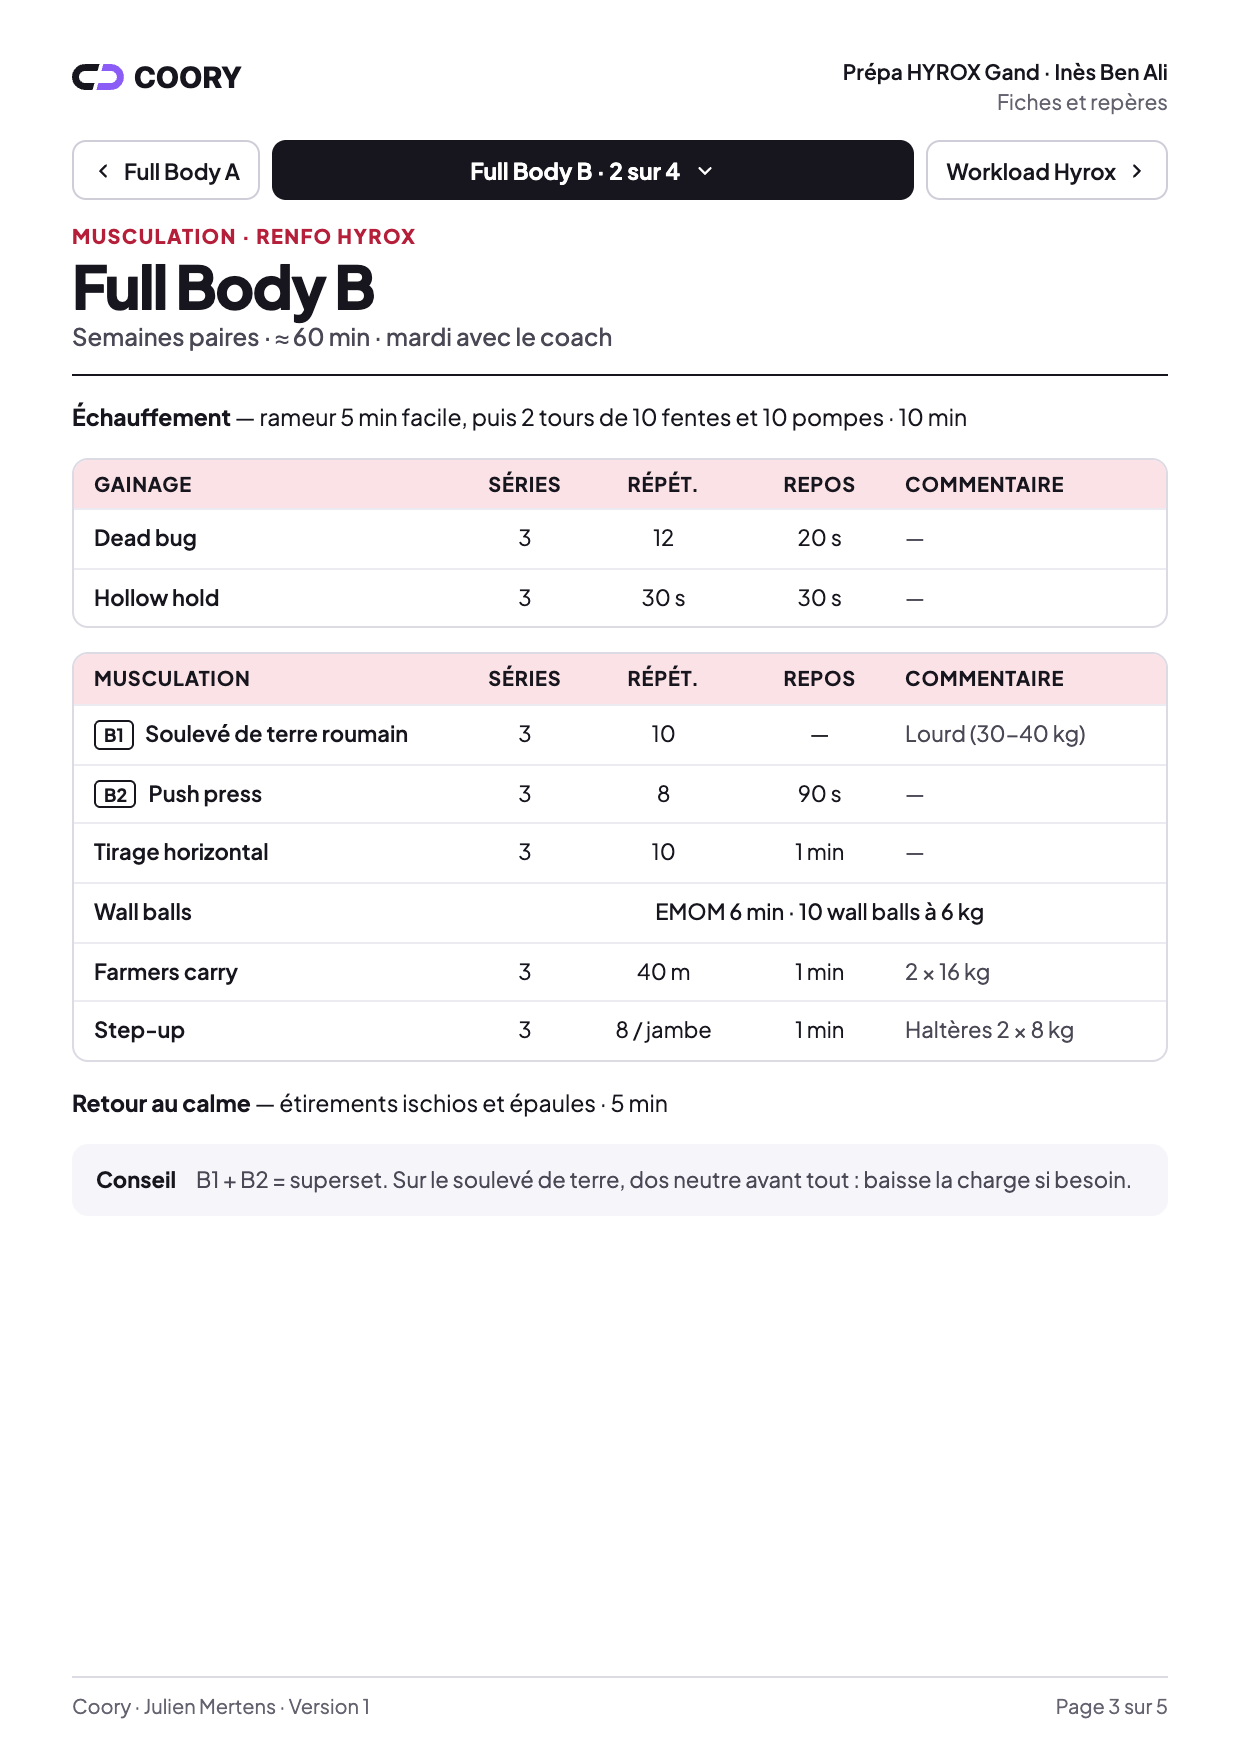 COORY
Prépa HYROX Gand · Inès Ben Ali
Fiches et repères
Full Body A
Full Body B · 2 sur 4
Workload Hyrox
MUSCULATION · RENFO HYROX
Full Body B
Semaines paires · ≈ 60 min · mardi avec le coach
Échauffement — rameur 5 min facile, puis 2 tours de 10 fentes et 10 pompes · 10 min
GAINAGE SÉRIES RÉPÉT. REPOS COMMENTAIRE
Dead bug 3 12 20 s —
Hollow hold 3 30 s 30 s —
MUSCULATION SÉRIES RÉPÉT. REPOS COMMENTAIRE
B1 Soulevé de terre roumain 3 10 — Lourd (30–40 kg)
B2 Push press 3 8 90 s —
Tirage horizontal 3 10 1 min —
Wall balls EMOM 6 min · 10 wall balls à 6 kg
Farmers carry 3 40 m 1 min 2 × 16 kg
Step-up 3 8 / jambe 1 min Haltères 2 × 8 kg
Retour au calme — étirements ischios et épaules · 5 min
Conseil B1 + B2 = superset. Sur le soulevé de terre, dos neutre avant tout : baisse la charge si besoin.
Coory · Julien Mertens · Version 1
Page 3 sur 5